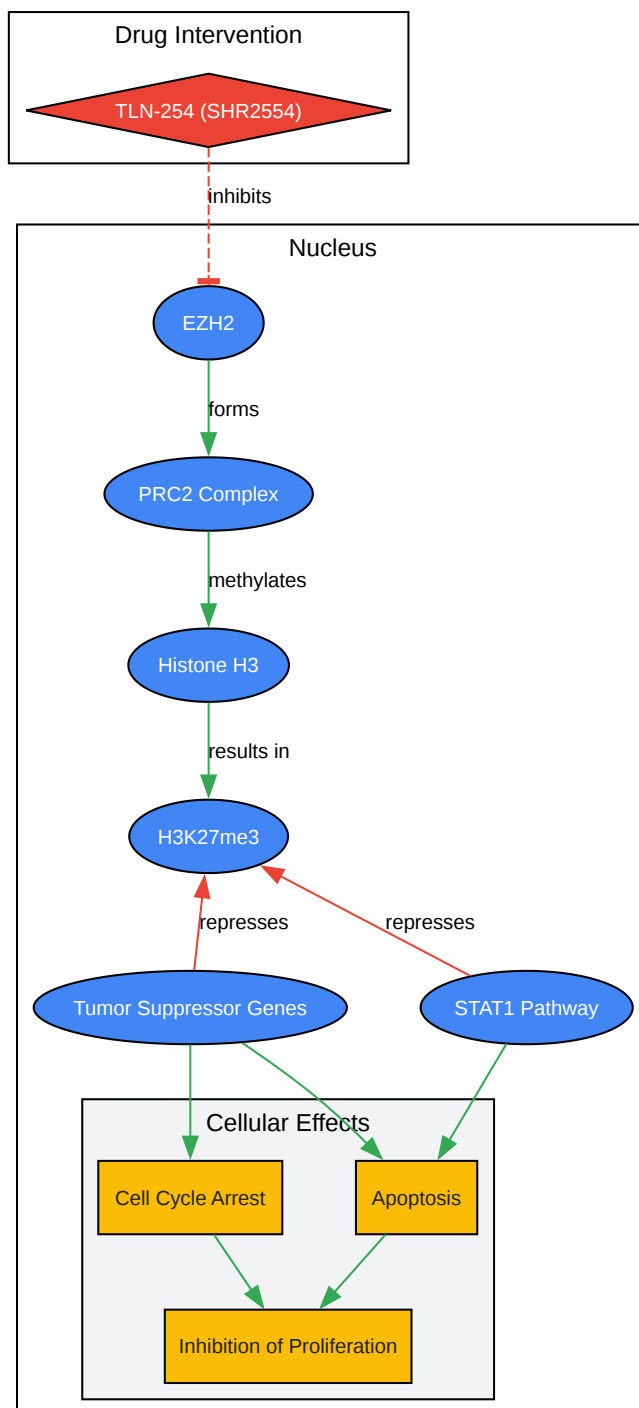 Drug Intervention
TLN-254 (SHR2554)
inhibits
Nucleus
EZH2
forms
PRC2 Complex
methylates
Histone H3
results in
H3K27me3
represses
represses
Tumor Suppressor Genes
STAT1 Pathway
Cellular Effects
Cell Cycle Arrest
Apoptosis
Inhibition of Proliferation